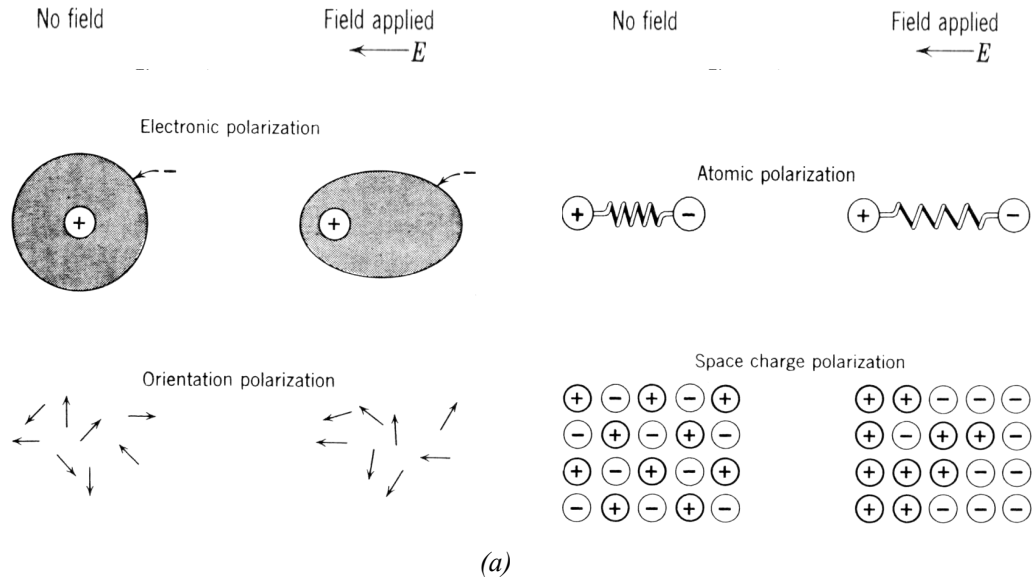 No field
Field applied
E
No field
Field applied
E
Electronic polarization
−
+
−
+
Atomic polarization
+ −
+ −
Orientation polarization
Space charge polarization
+ − + − +
− + − + −
+ − + − +
− + − + −
+ + − − −
+ − + + −
+ + + − −
+ + − − −
(a)